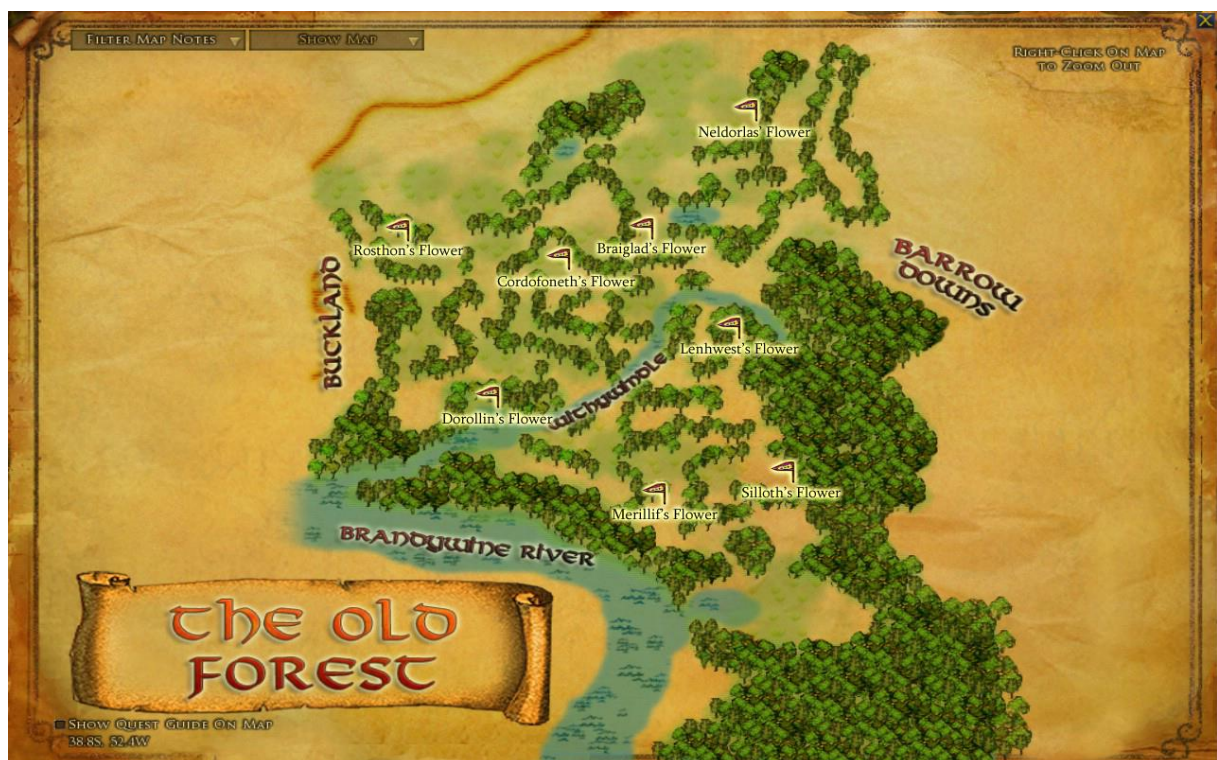 Filter Map Notes
Show Map
Right-Click On Map
to Zoom Out
Neldorlas' Flower
Rosthon's Flower
Braiglad's Flower
Cordofoneth's Flower
BARROW
DOWNS
BUCKLAND
Lenhwest's Flower
Withywindle
Dorollin's Flower
Silloth's Flower
Merillif's Flower
BRANDYWINE RIVER
THE OLD
FOREST
Show Quest Guide On Map
38.8S, 52.4W